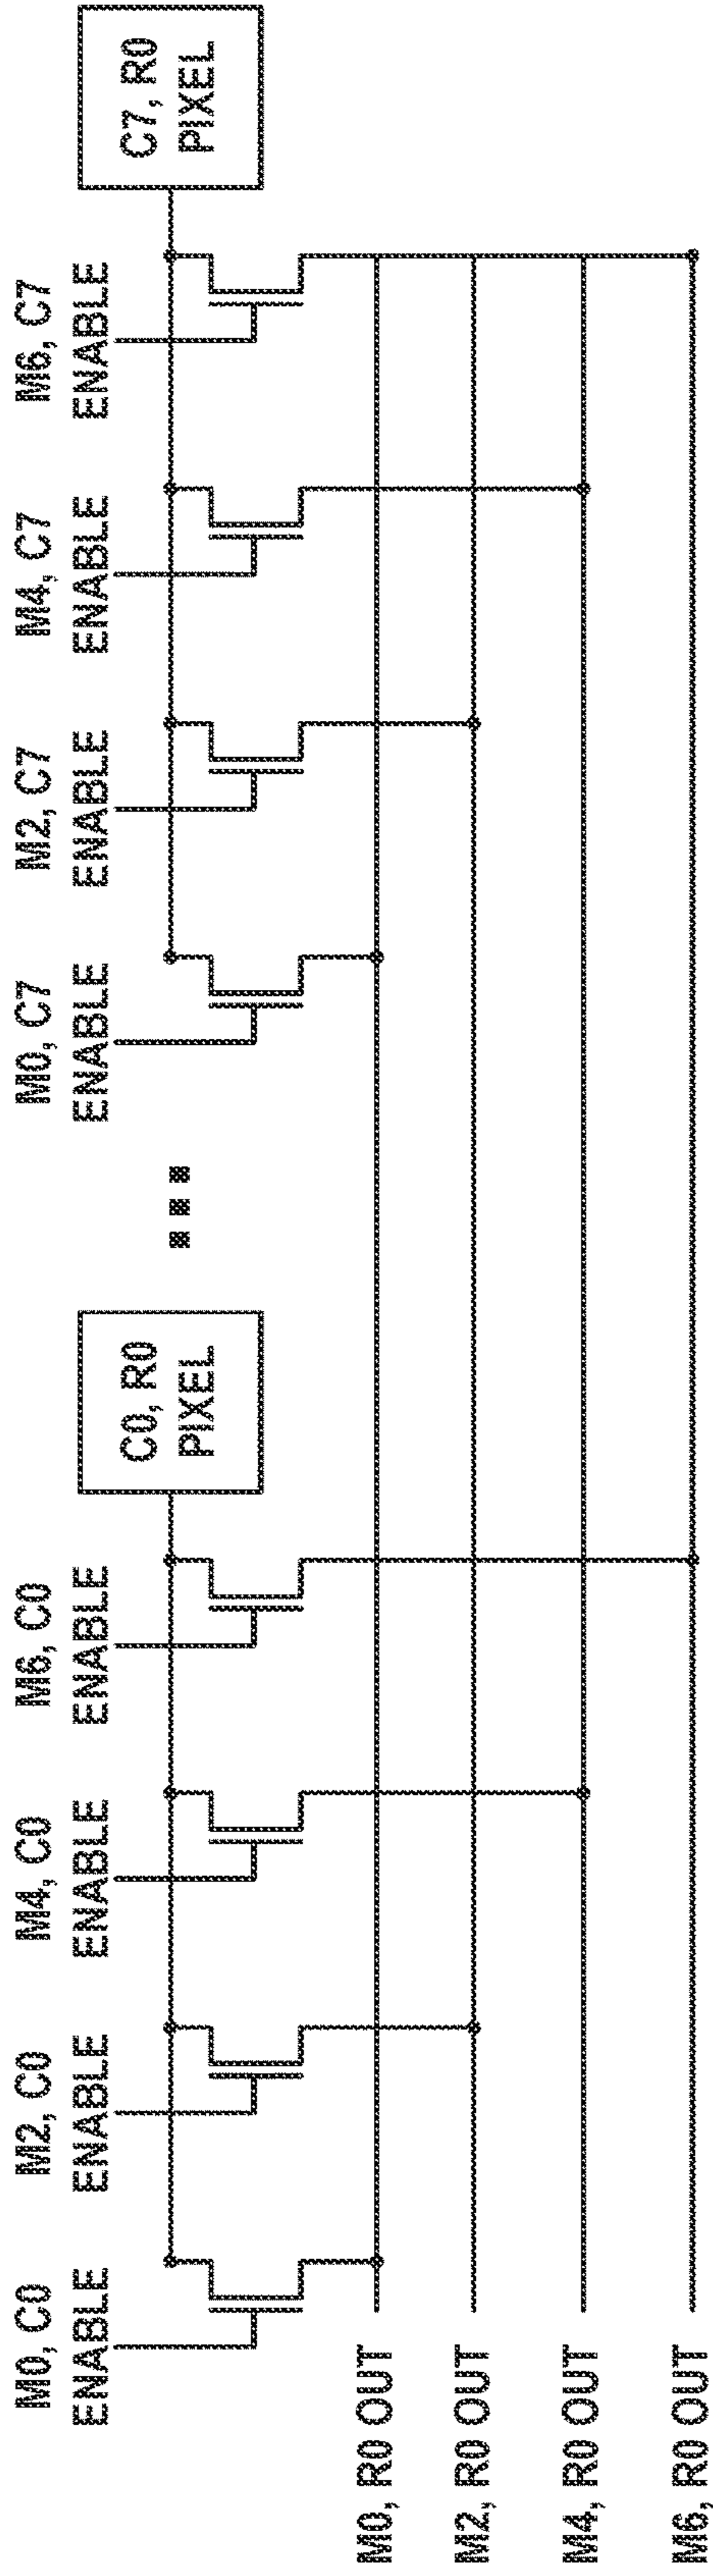 M0, C0
ENABLE
M2, C0
ENABLE
M4, C0
ENABLE
M6, C0
ENABLE
C0, R0
PIXEL
M0, C7
ENABLE
M2, C7
ENABLE
M4, C7
ENABLE
M6, C7
ENABLE
C7, R0
PIXEL
M0, R0 OUT
M2, R0 OUT
M4, R0 OUT
M6, R0 OUT